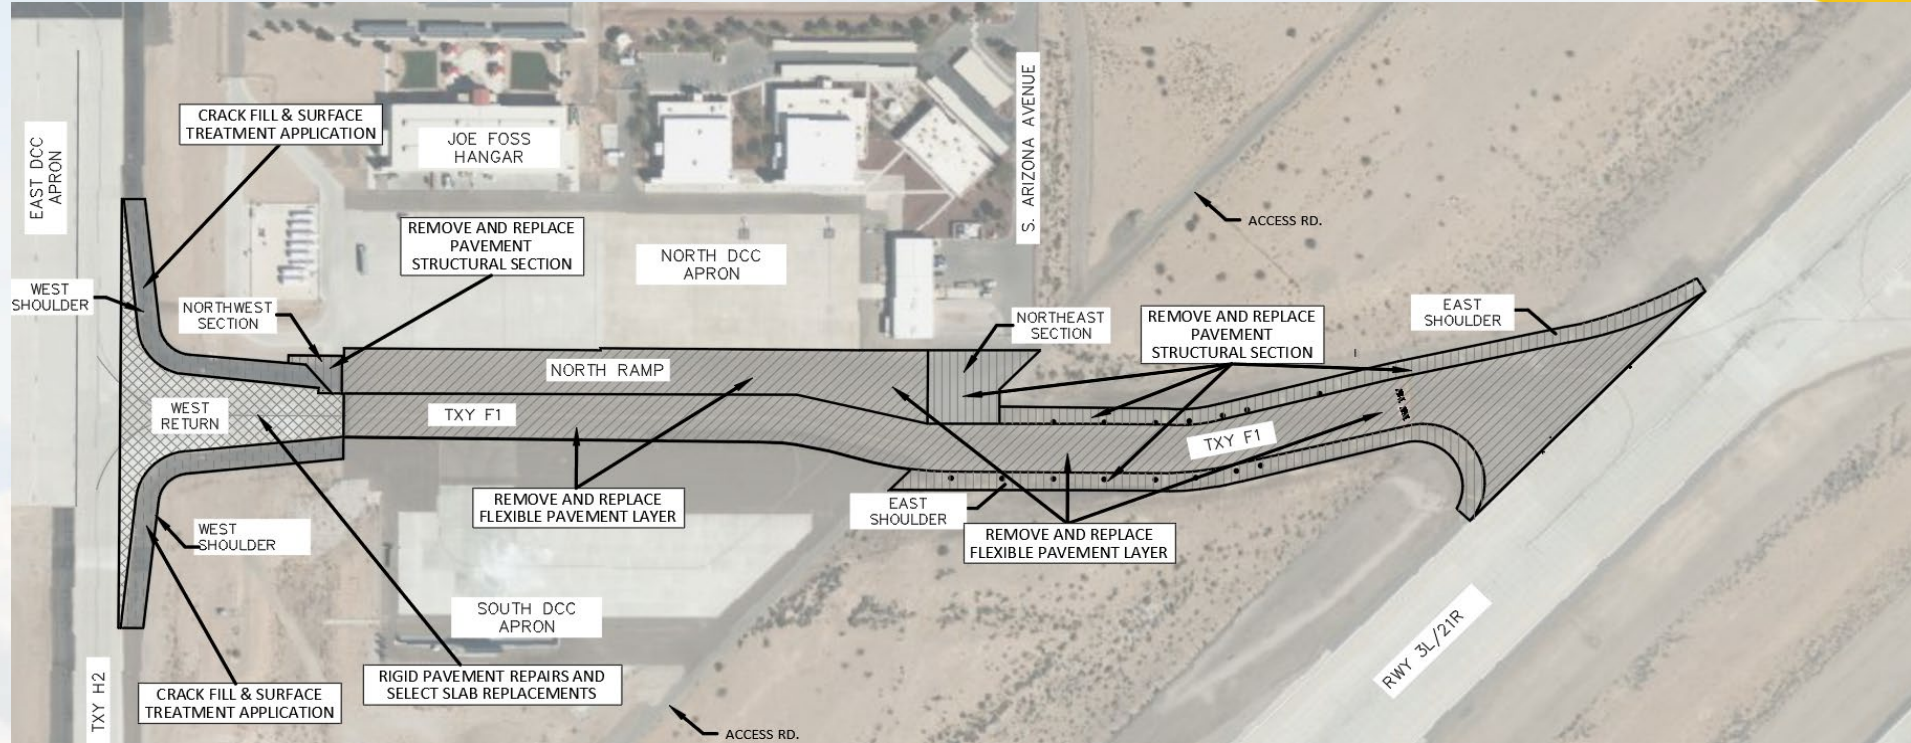 CRACK FILL & SURFACE
TREATMENT APPLICATION
EAST DCC
APRON
JOE FOSS
HANGAR
S. ARIZONA AVENUE
ACCESS RD.
REMOVE AND REPLACE
PAVEMENT
STRUCTURAL SECTION
NORTH DCC
APRON
WEST
SHOULDER
NORTHWEST
SECTION
NORTHEAST
SECTION
REMOVE AND REPLACE
PAVEMENT
STRUCTURAL SECTION
EAST
SHOULDER
NORTH RAMP
WEST
RETURN
TXY F1
TXY F1
REMOVE AND REPLACE
FLEXIBLE PAVEMENT LAYER
EAST
SHOULDER
REMOVE AND REPLACE
FLEXIBLE PAVEMENT LAYER
WEST
SHOULDER
SOUTH DCC
APRON
RWY 3L/21R
TXY H2
CRACK FILL & SURFACE
TREATMENT APPLICATION
RIGID PAVEMENT REPAIRS AND
SELECT SLAB REPLACEMENTS
ACCESS RD.